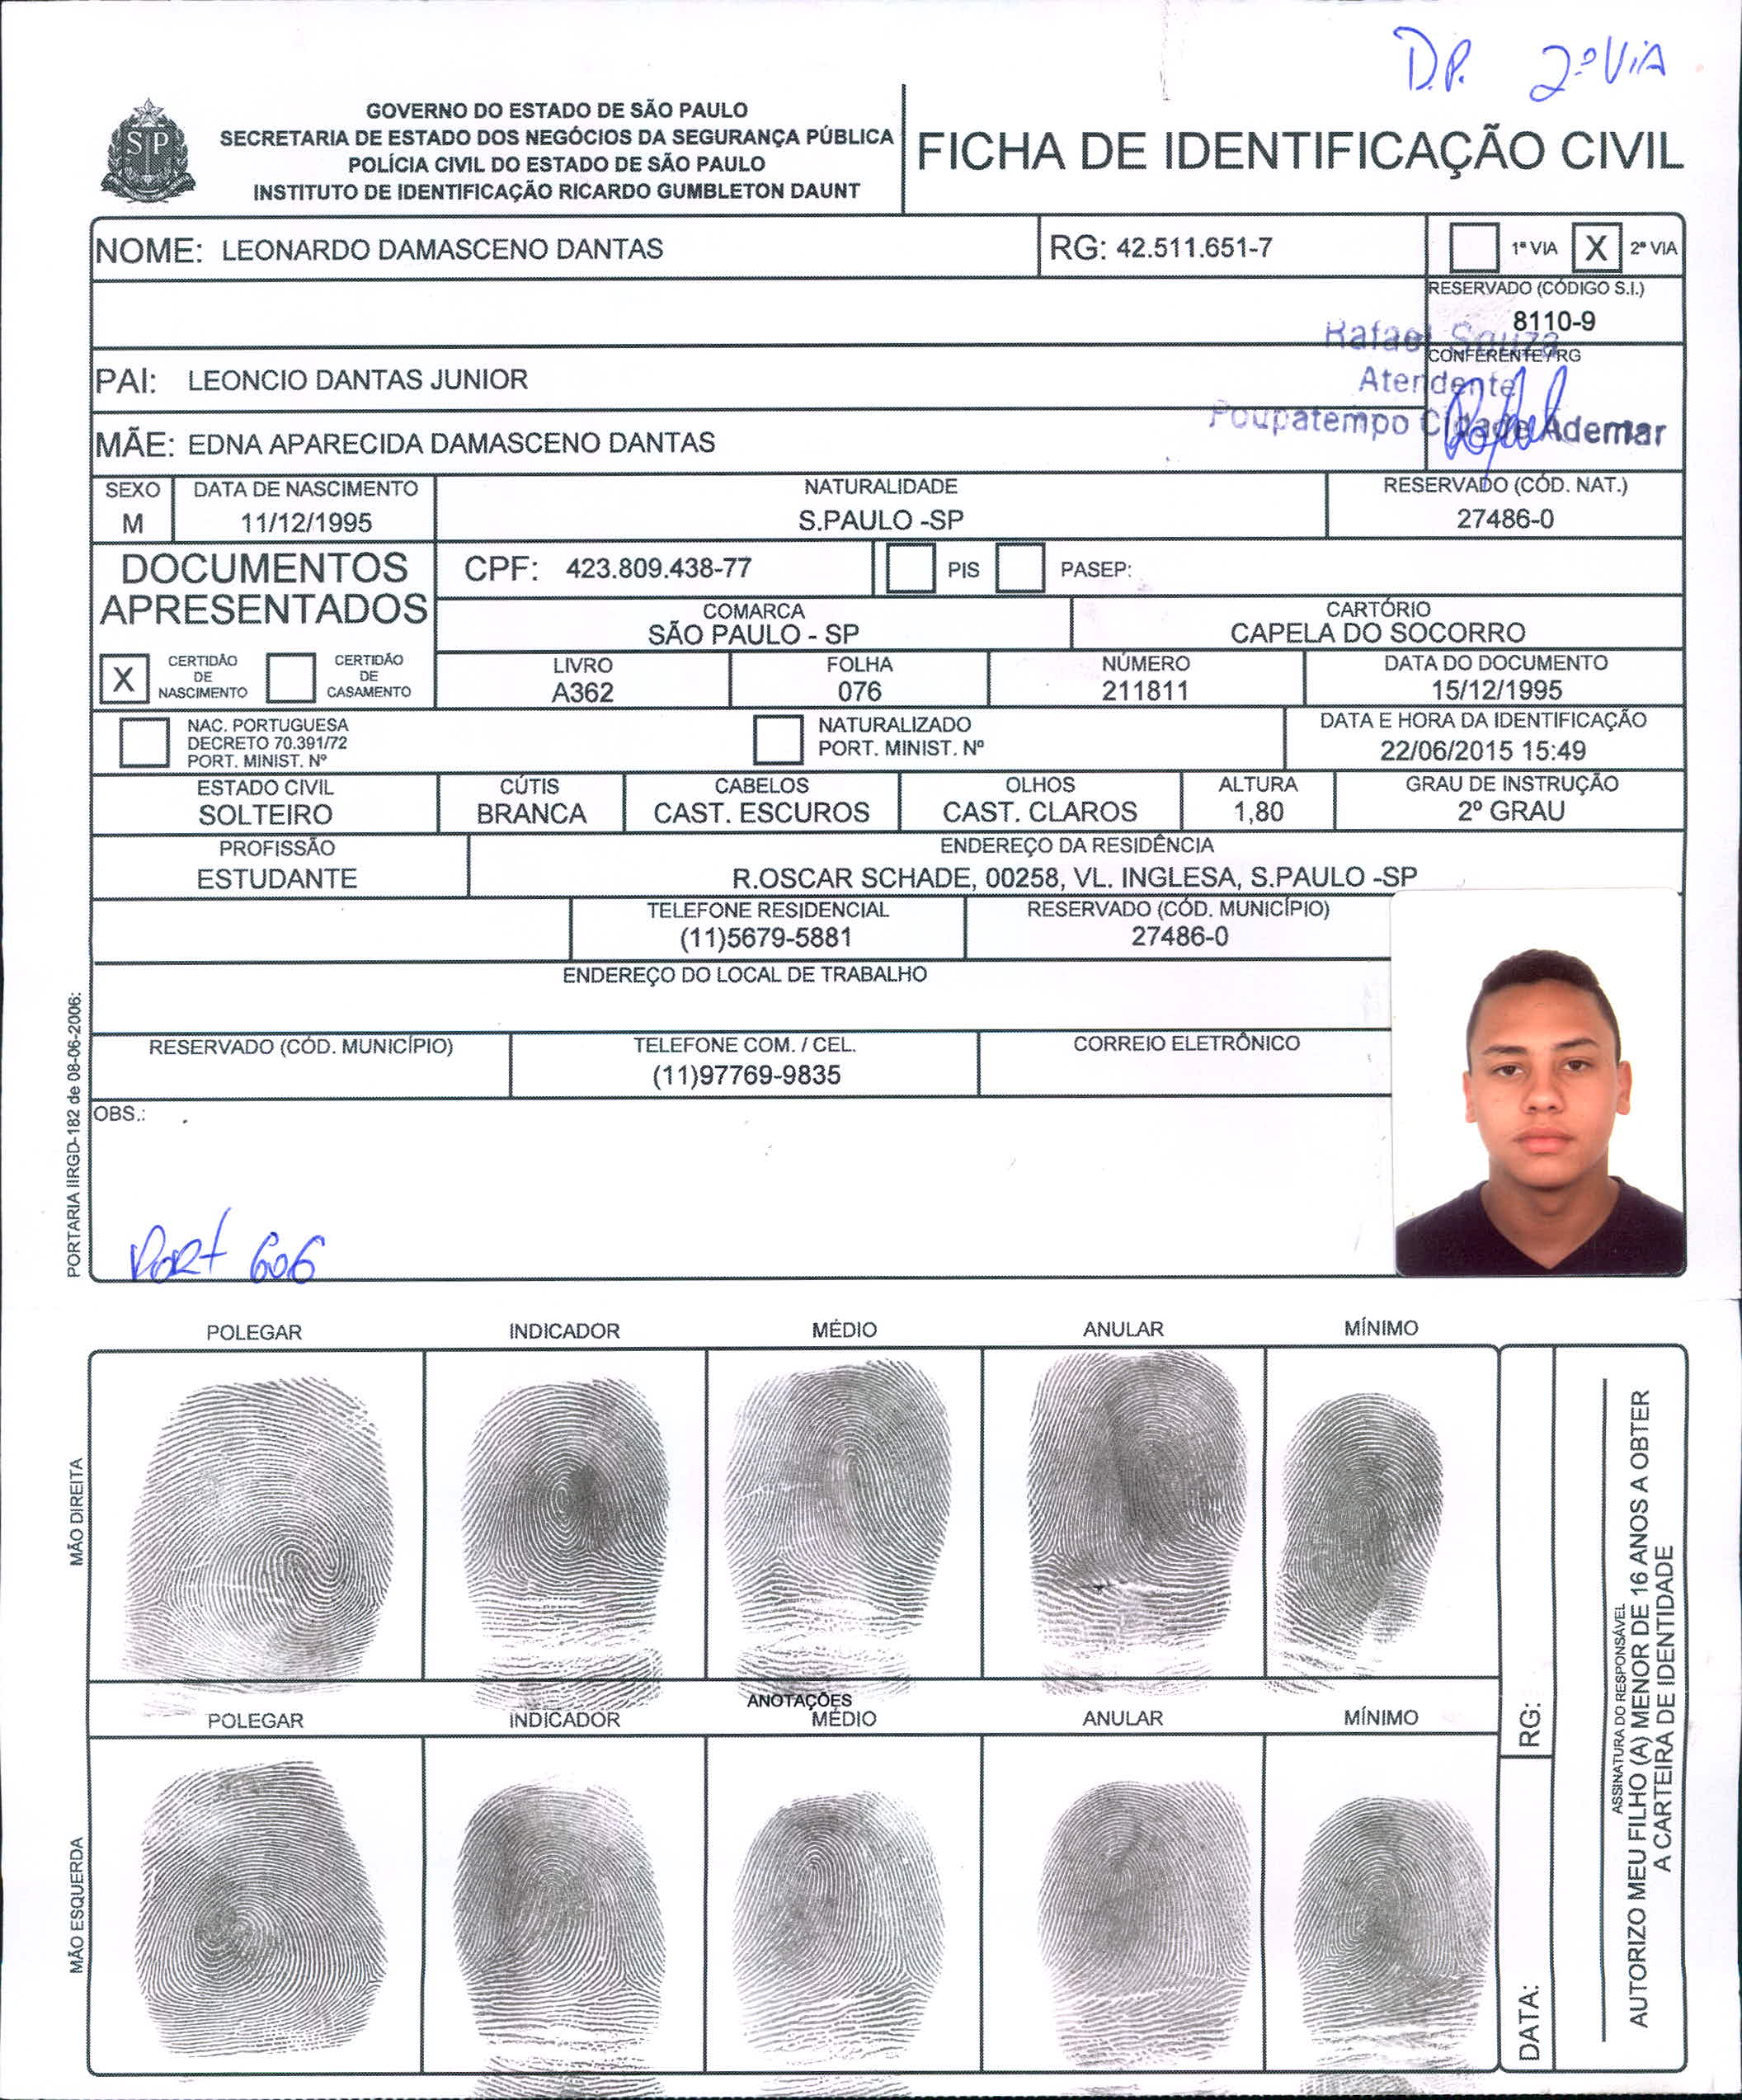 D.P. 2ª VIA
GOVERNO DO ESTADO DE SÃO PAULO
SECRETARIA DE ESTADO DOS NEGÓCIOS DA SEGURANÇA PÚBLICA
POLÍCIA CIVIL DO ESTADO DE SÃO PAULO
INSTITUTO DE IDENTIFICAÇÃO RICARDO GUMBLETON DAUNT
SP
FICHA DE IDENTIFICAÇÃO CIVIL
NOME: LEONARDO DAMASCENO DANTAS
RG: 42.511.651-7
1ª VIA X 2ª VIA
RESERVADO (CÓDIGO S.I.)
8110-9
Rafael Souza
Atendente
Poupatempo Cidade Ademar
CONFERENTE/RG
PAI: LEONCIO DANTAS JUNIOR
MÃE: EDNA APARECIDA DAMASCENO DANTAS
SEXO
M
DATA DE NASCIMENTO
11/12/1995
NATURALIDADE
S.PAULO -SP
RESERVADO (CÓD. NAT.)
27486-0
DOCUMENTOS
APRESENTADOS
CPF: 423.809.438-77
PIS
PASEP:
COMARCA
SÃO PAULO - SP
CARTÓRIO
CAPELA DO SOCORRO
X
CERTIDÃO
DE
NASCIMENTO
CERTIDÃO
DE
CASAMENTO
LIVRO
A362
FOLHA
076
NÚMERO
211811
DATA DO DOCUMENTO
15/12/1995
NAC. PORTUGUESA
DECRETO 70.391/72
PORT. MINIST. Nº
NATURALIZADO
PORT. MINIST. Nº
DATA E HORA DA IDENTIFICAÇÃO
22/06/2015 15:49
ESTADO CIVIL
SOLTEIRO
CÚTIS
BRANCA
CABELOS
CAST. ESCUROS
OLHOS
CAST. CLAROS
ALTURA
1,80
GRAU DE INSTRUÇÃO
2º GRAU
PROFISSÃO
ESTUDANTE
ENDEREÇO DA RESIDÊNCIA
R.OSCAR SCHADE, 00258, VL. INGLESA, S.PAULO -SP
TELEFONE RESIDENCIAL
(11)5679-5881
RESERVADO (CÓD. MUNICÍPIO)
27486-0
ENDEREÇO DO LOCAL DE TRABALHO
RESERVADO (CÓD. MUNICÍPIO)
TELEFONE COM. / CEL.
(11)97769-9835
CORREIO ELETRÔNICO
OBS.:
Port 606
PORTARIA IIRGD-182 de 08-06-2006:
POLEGAR INDICADOR MÉDIO ANULAR MÍNIMO
MÃO DIREITA
ANOTAÇÕES
POLEGAR INDICADOR MÉDIO ANULAR MÍNIMO
MÃO ESQUERDA
RG:
DATA:
ASSINATURA DO RESPONSÁVEL
AUTORIZO MEU FILHO (A) MENOR DE 16 ANOS A OBTER
A CARTEIRA DE IDENTIDADE